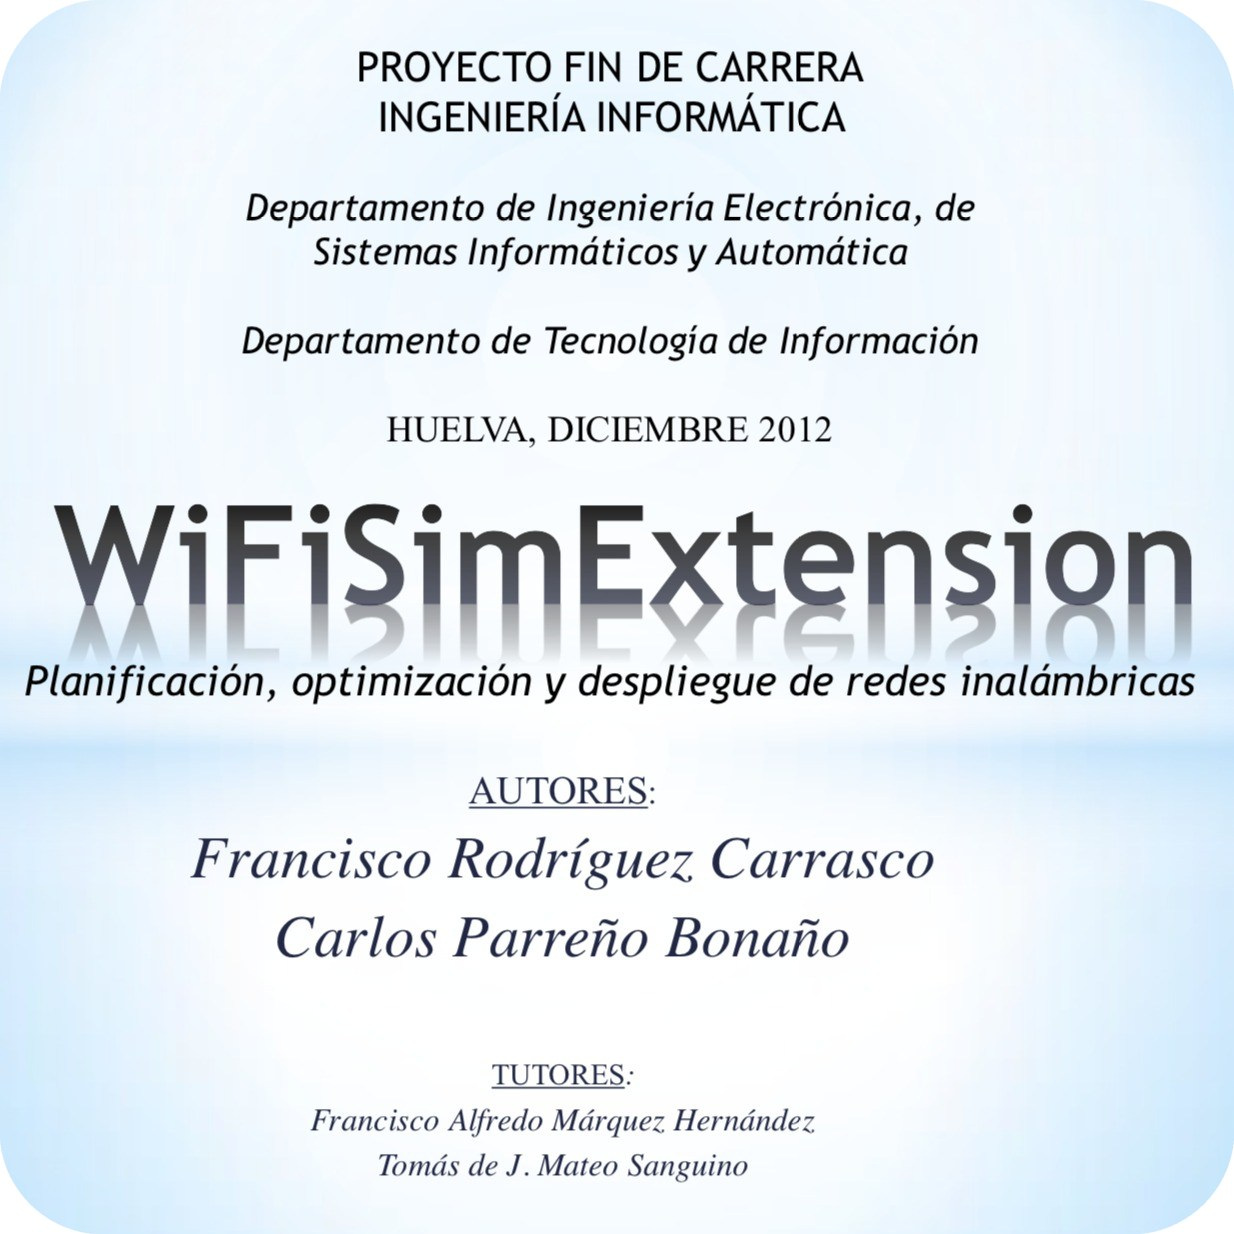 PROYECTO FIN DE CARRERA
INGENIERÍA INFORMÁTICA
Departamento de Ingeniería Electrónica, de
Sistemas Informáticos y Automática
Departamento de Tecnología de Información
HUELVA, DICIEMBRE 2012
WiFiSimExtension
Planificación, optimización y despliegue de redes inalámbricas
AUTORES:
Francisco Rodríguez Carrasco
Carlos Parreño Bonaño
TUTORES:
Francisco Alfredo Márquez Hernández
Tomás de J. Mateo Sanguino